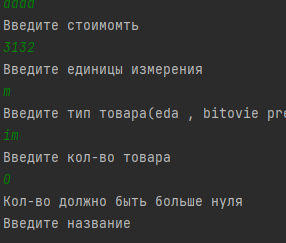 dddd
Введите стоимомть
3132
Введите единицы измерения
m
Введите тип товара(eda , bitovie pre
im
Введите кол-во товара
0
Кол-во должно быть больше нуля
Введите название